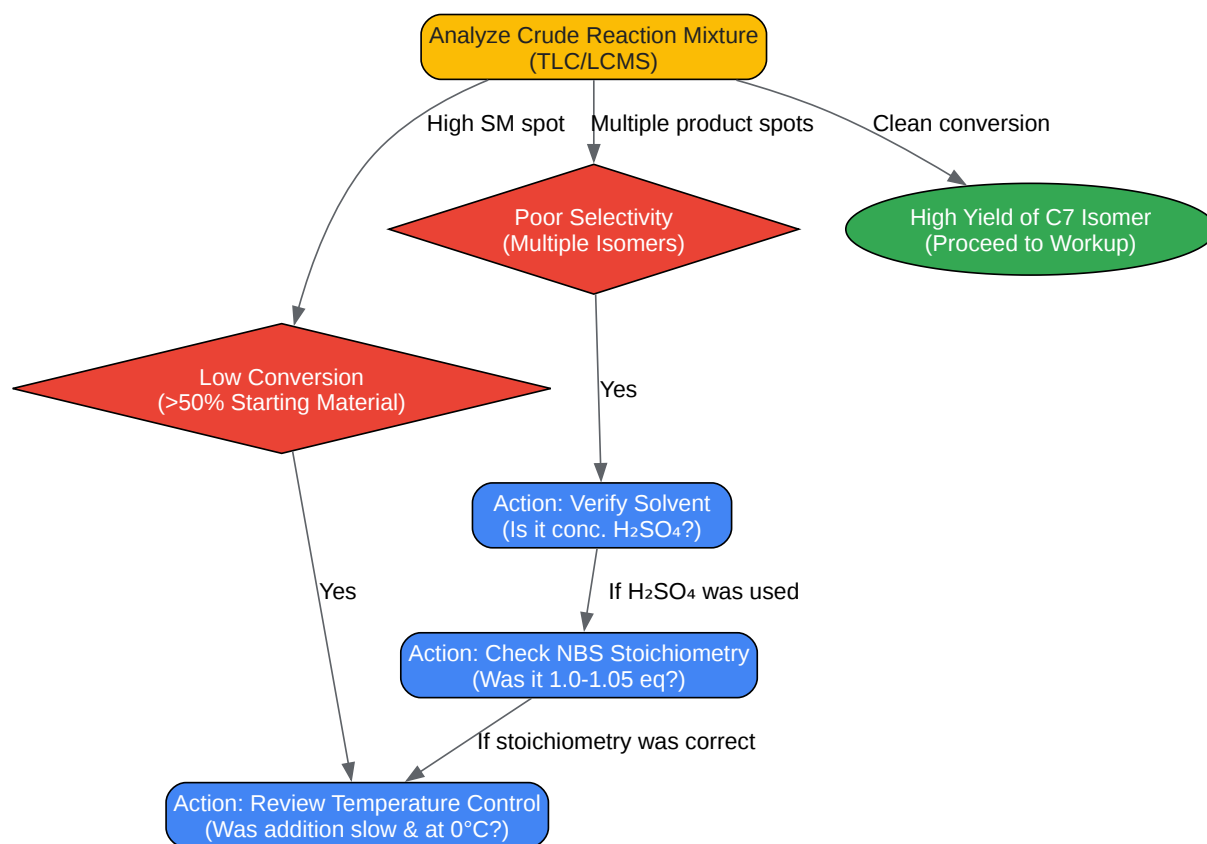 Analyze Crude Reaction Mixture
(TLC/LCMS)
High SM spot
Multiple product spots
Clean conversion
Poor Selectivity
(Multiple Isomers)
High Yield of C7 Isomer
(Proceed to Workup)
Low Conversion
(>50% Starting Material)
Yes
Action: Verify Solvent
(Is it conc. H₂SO₄?)
Yes
If H₂SO₄ was used
Action: Check NBS Stoichiometry
(Was it 1.0-1.05 eq?)
If stoichiometry was correct
Action: Review Temperature Control
(Was addition slow & at 0°C?)